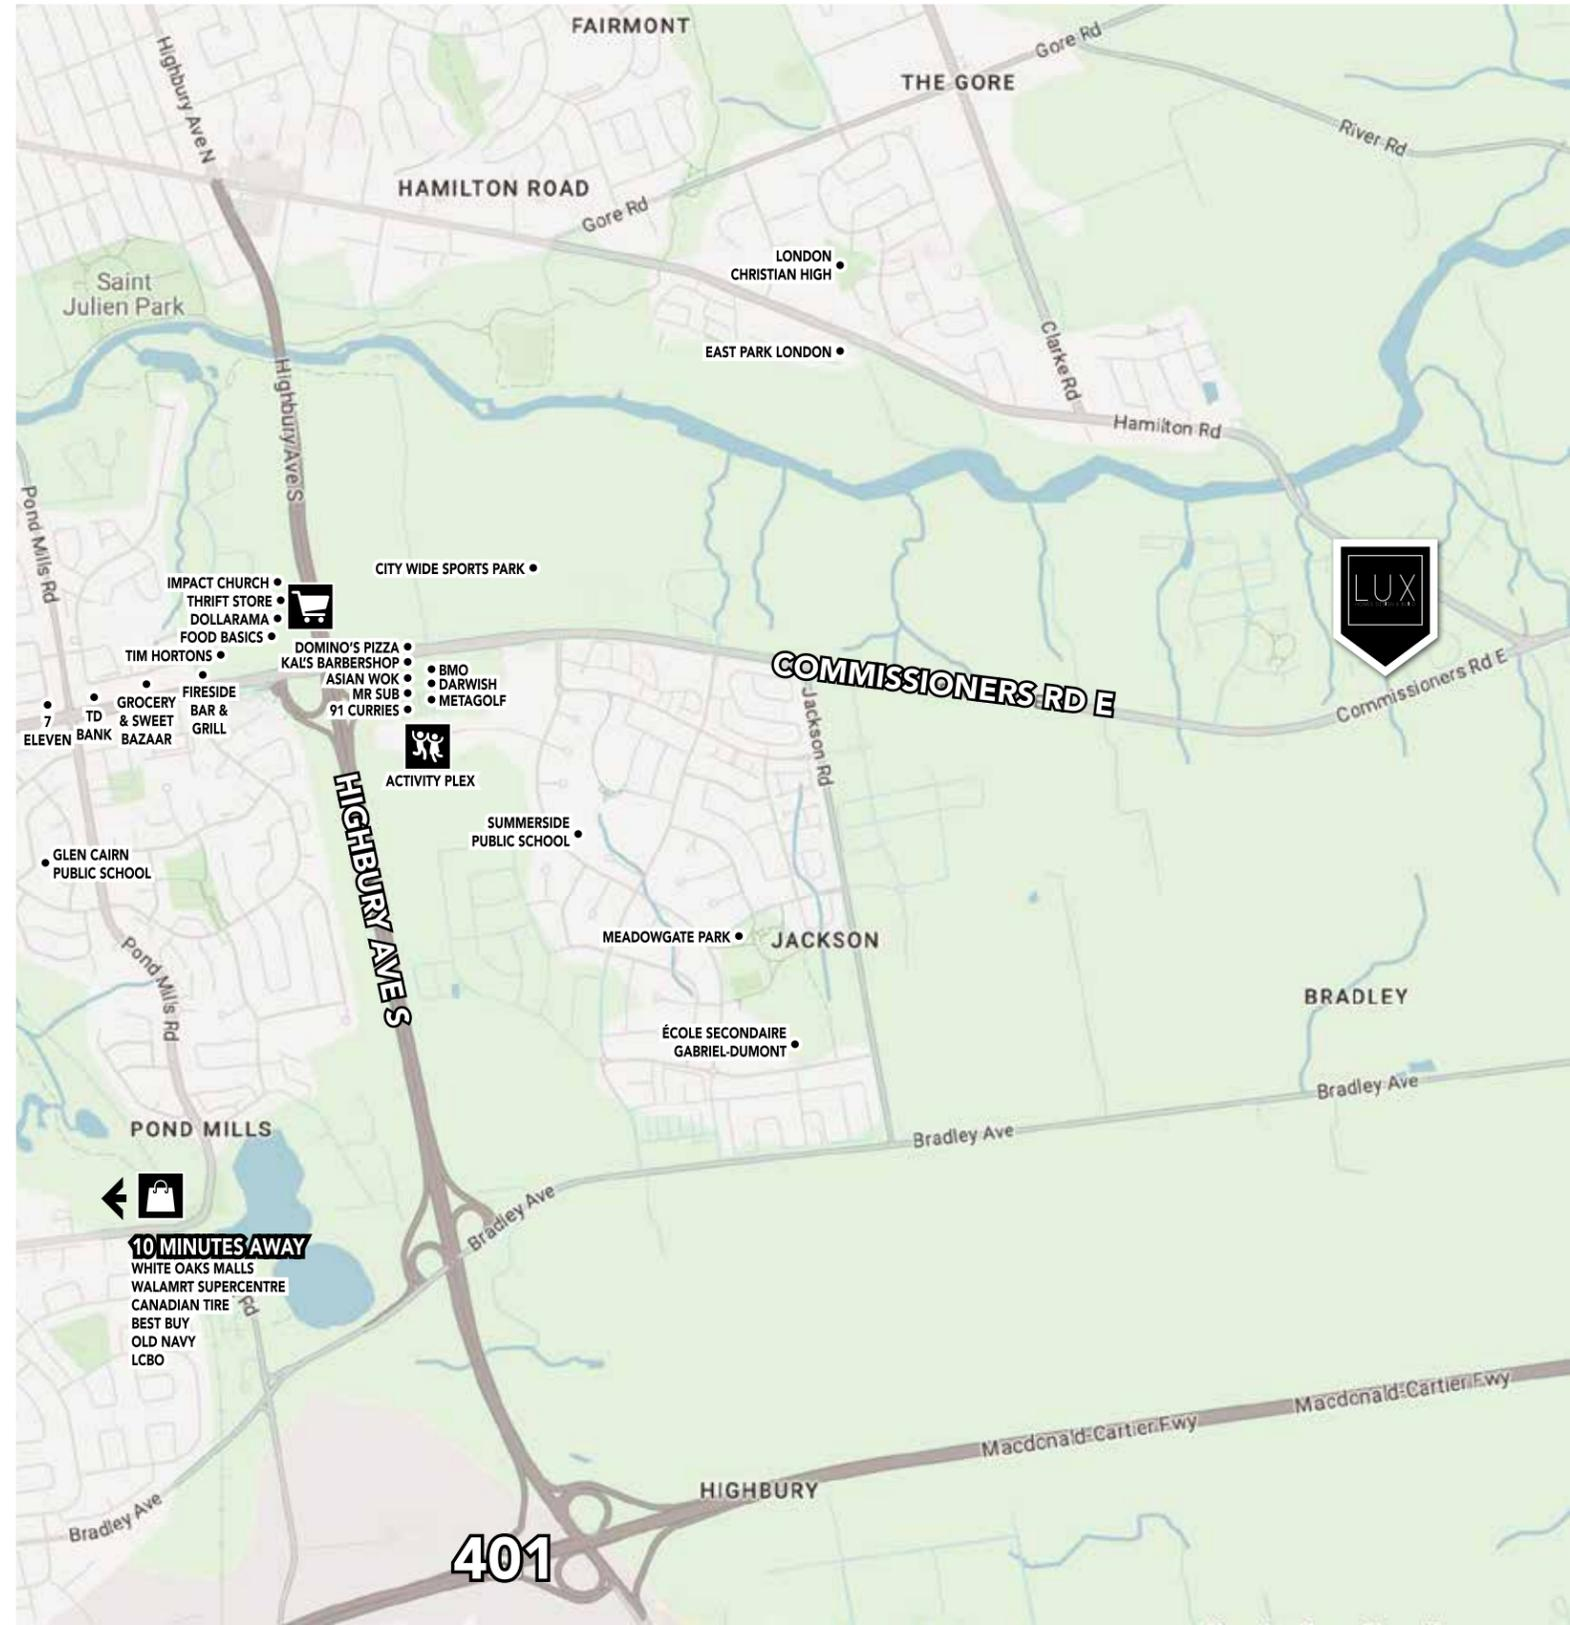 FAIRMONT
Gore Rd
THE GORE
Highbury Ave N
River Rd
HAMILTON ROAD
Gore Rd
LONDON
CHRISTIAN HIGH
Saint
Julien Park
EAST PARK LONDON
Clarke Rd
Highbury Ave S
Hamilton Rd
Pond Mills Rd
CITY WIDE SPORTS PARK
IMPACT CHURCH
THRIFT STORE
DOLLARAMA
FOOD BASICS
TIM HORTONS
LUX
DOMINO'S PIZZA
KAL'S BARBERSHOP
ASIAN WOK
MR SUB
91 CURRIES
BMO
DARWISH
METAGOLF
7
ELEVEN
TD
BANK
GROCERY
& SWEET
BAZAAR
FIRESIDE
BAR &
GRILL
COMMISSIONERS RD E
Commissioners Rd E
Jackson Rd
ACTIVITY PLEX
HIGHBURY AVE S
SUMMERSIDE
PUBLIC SCHOOL
GLEN CAIRN
PUBLIC SCHOOL
MEADOWGATE PARK
JACKSON
Pond Mills Rd
BRADLEY
ÉCOLE SECONDAIRE
GABRIEL-DUMONT
Bradley Ave
Bradley Ave
POND MILLS
Bradley Ave
10 MINUTES AWAY
WHITE OAKS MALLS
WALAMRT SUPERCENTRE
CANADIAN TIRE
BEST BUY
OLD NAVY
LCBO
Rd
Macdonald-Cartier Fwy
Macdonald-Cartier Fwy
HIGHBURY
Bradley Ave
401